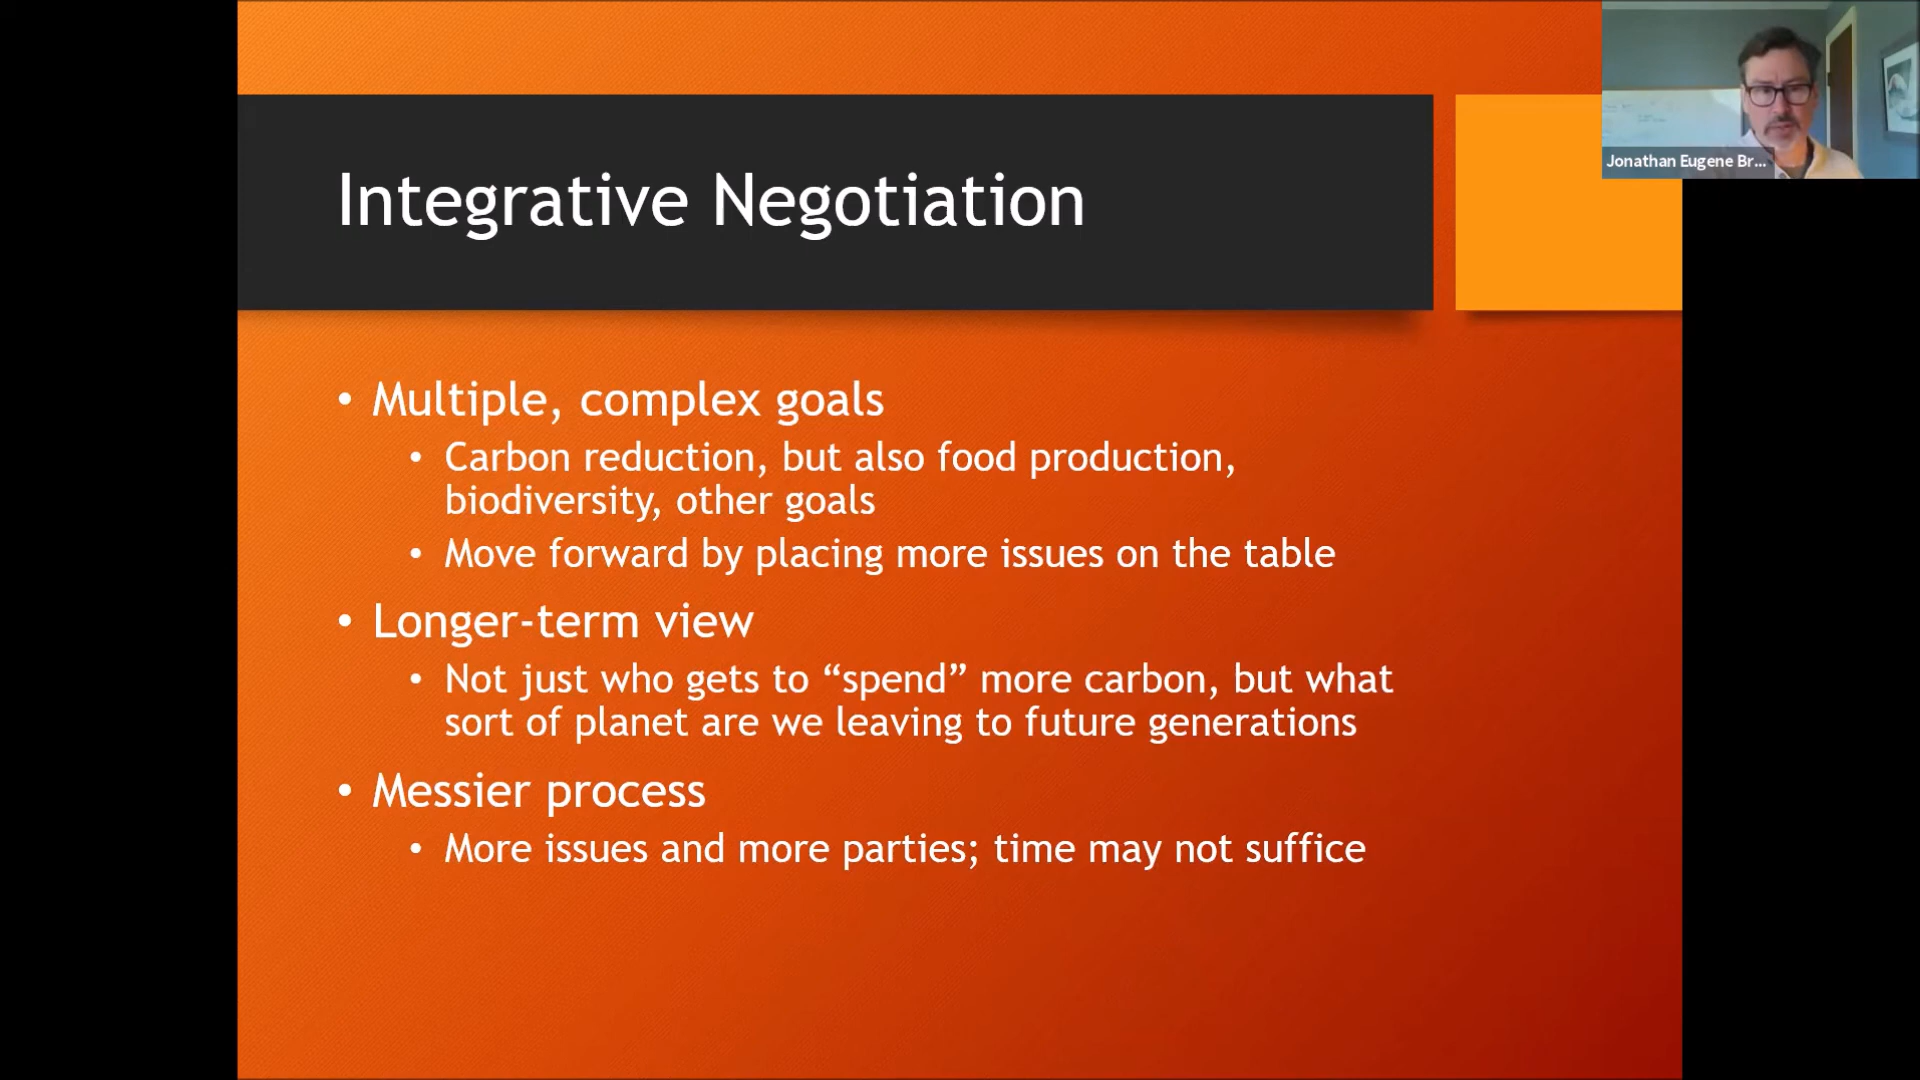 Integrative Negotiation
• Multiple, complex goals
• Carbon reduction, but also food production,
biodiversity, other goals
• Move forward by placing more issues on the table
• Longer-term view
• Not just who gets to “spend” more carbon, but what
sort of planet are we leaving to future generations
• Messier process
• More issues and more parties; time may not suffice
Jonathan Eugene Br...